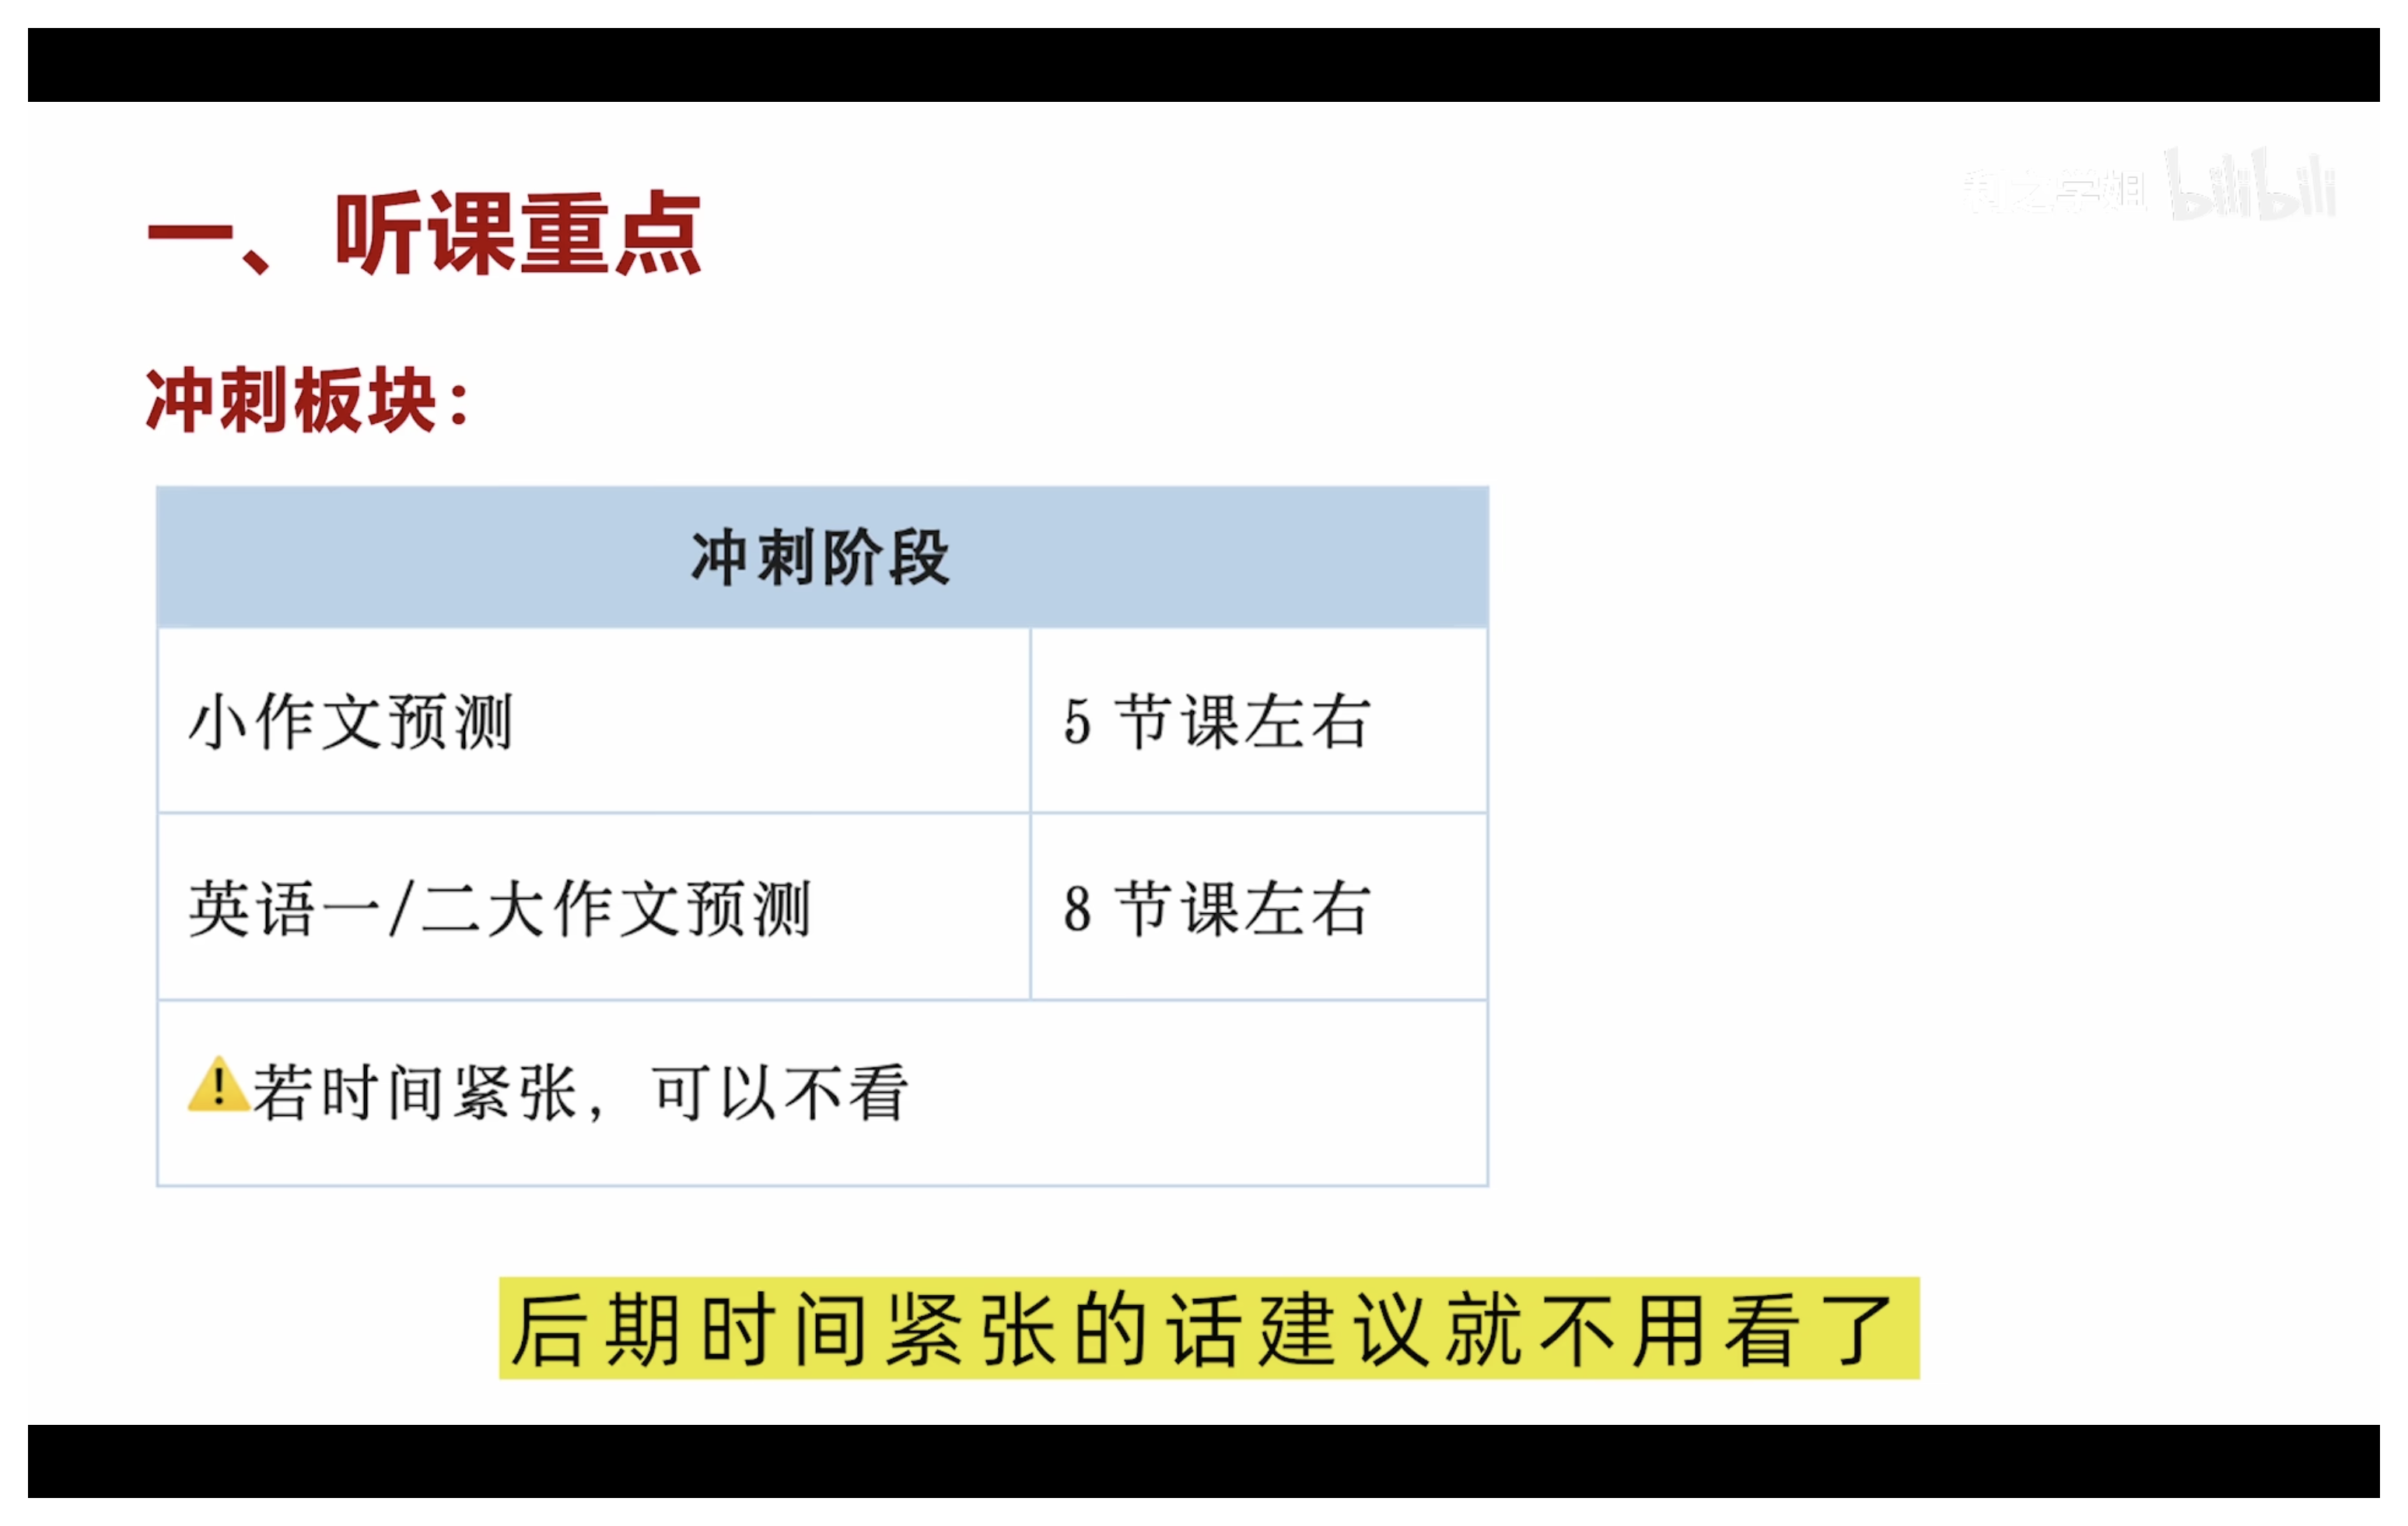 一、听课重点
bilibili
冲刺板块：
冲刺阶段
小作文预测 5 节课左右
英语一/二大作文预测 8 节课左右
若时间紧张，可以不看
后期时间紧张的话建议就不用看了